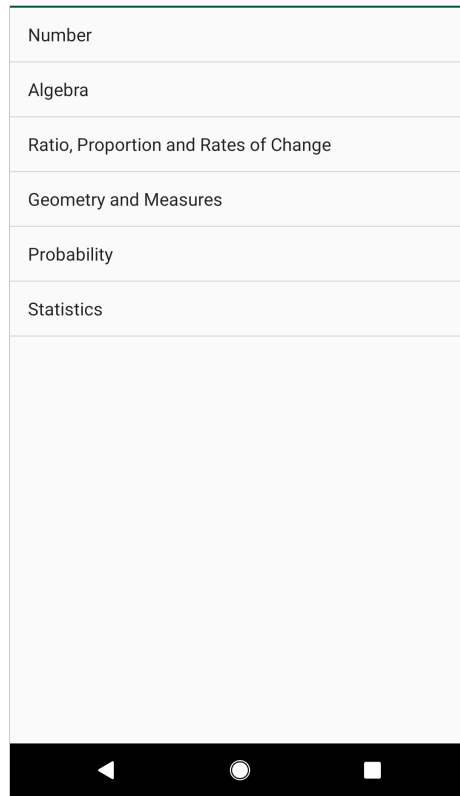 Number
Algebra
Ratio, Proportion and Rates of Change
Geometry and Measures
Probability
Statistics